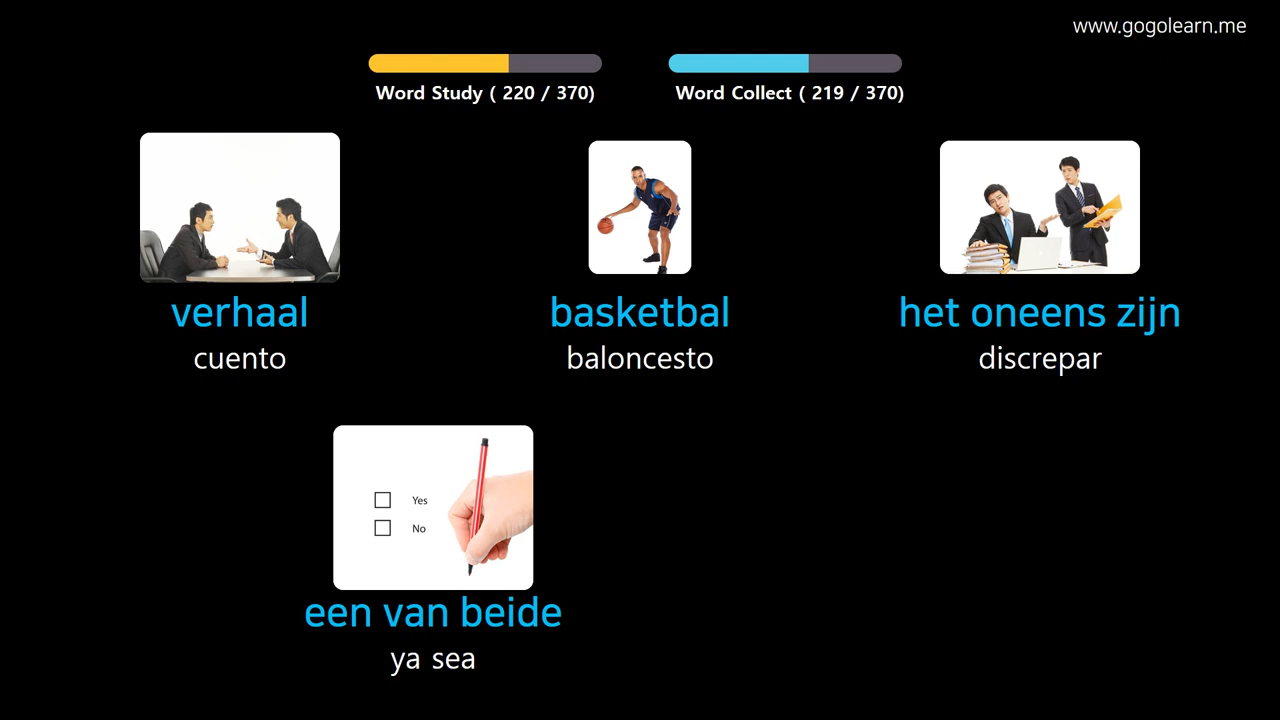 www.gogolearn.me
Word Study ( 220 / 370)
Word Collect ( 219 / 370)
verhaal
cuento
basketbal
baloncesto
het oneens zijn
discrepar
Yes
No
een van beide
ya sea